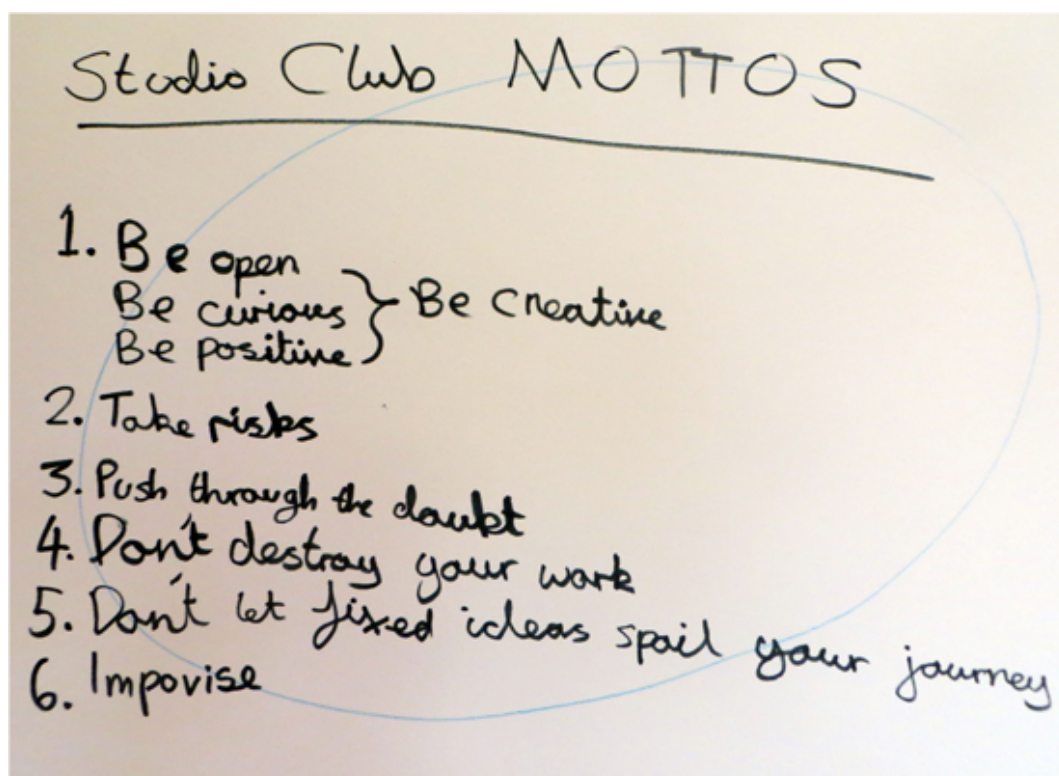 Studio Club MOTTOS
1. Be open
Be curious } Be creative
Be positive
2. Take risks
3. Push through the doubt
4. Don't destroy your work
5. Don't let fixed ideas spoil your journey
6. Impovise